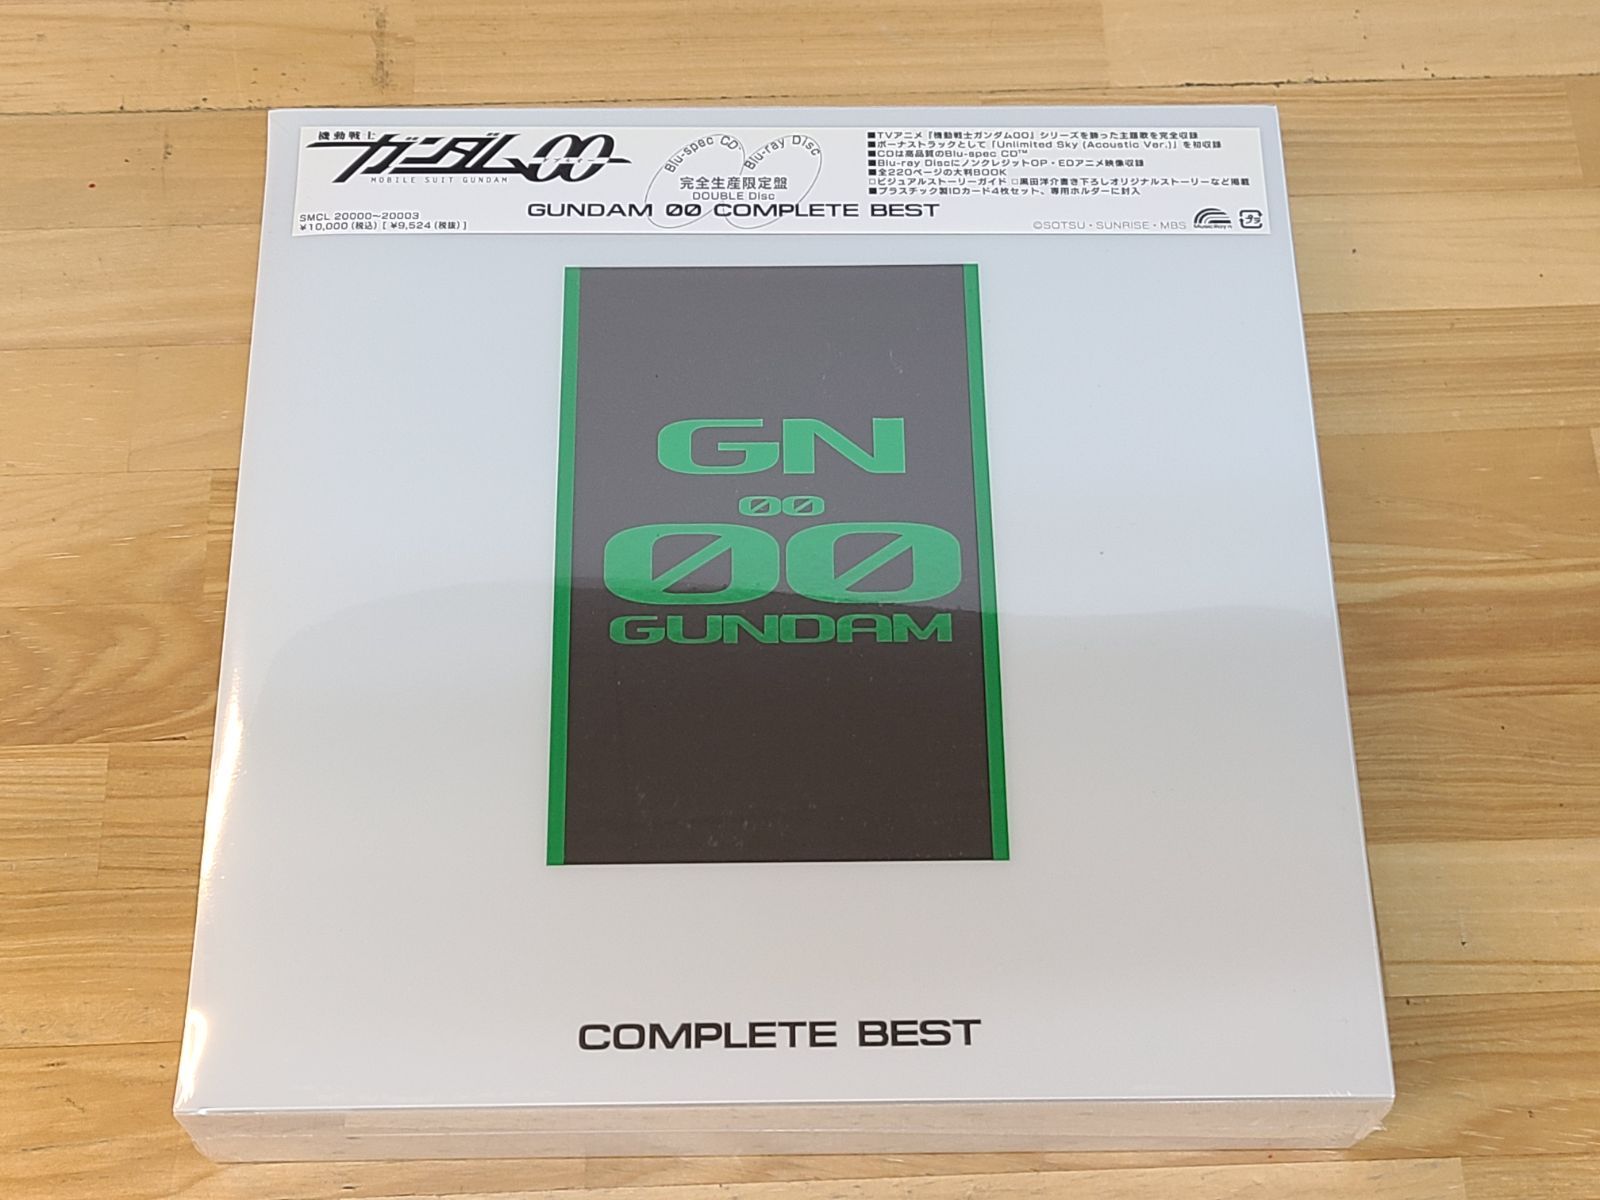 機動戦士
ガンダム00
ダブルオー
MOBILE SUIT GUNDAM
SMCL 20000~20003
¥10,000(税込)[¥9,524(税抜)]
Blu-spec CD
Blu-ray Disc
完全生産限定盤
DOUBLE Disc
GUNDAM 00 COMPLETE BEST
■TVアニメ『機動戦士ガンダム00』シリーズを飾った主題歌を完全収録
■ボーナストラックとして「Unlimited Sky (Acoustic Ver.)」を初収録
■CDは高品質のBlu-spec CD™
■Blu-ray DiscにノンクレジットOP・EDアニメ映像収録
■全220ページの大判BOOK
□ビジュアルストーリーガイド □黒田洋介書き下ろしオリジナルストーリーなど掲載
■プラスチック製IDカード4枚セット、専用ホルダーに封入
©SOTSU・SUNRISE・MBS
MusicRay'n
プラ
GN
00
00
GUNDAM
COMPLETE BEST